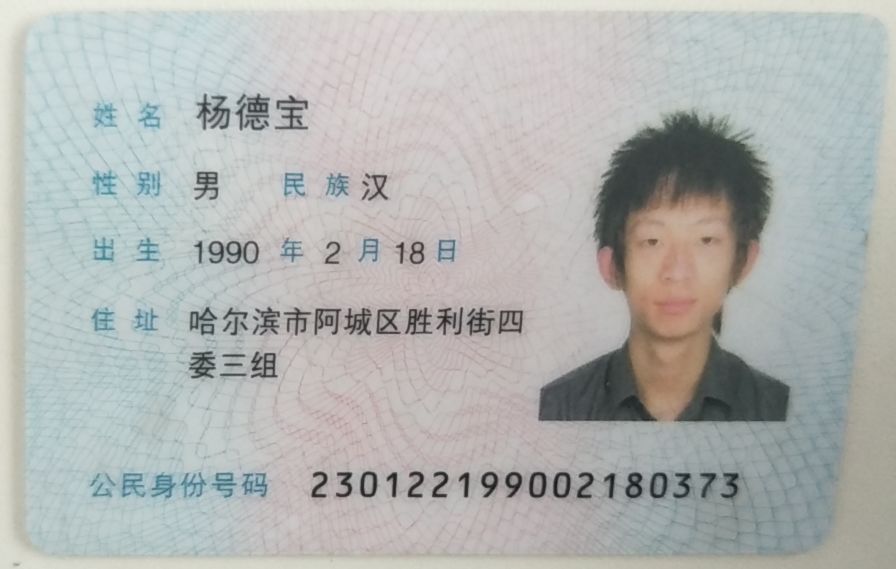 姓名 杨德宝
性别 男 民族 汉
出生 1990 年 2 月 18 日
住址 哈尔滨市阿城区胜利街四
委三组
公民身份号码 230122199002180373